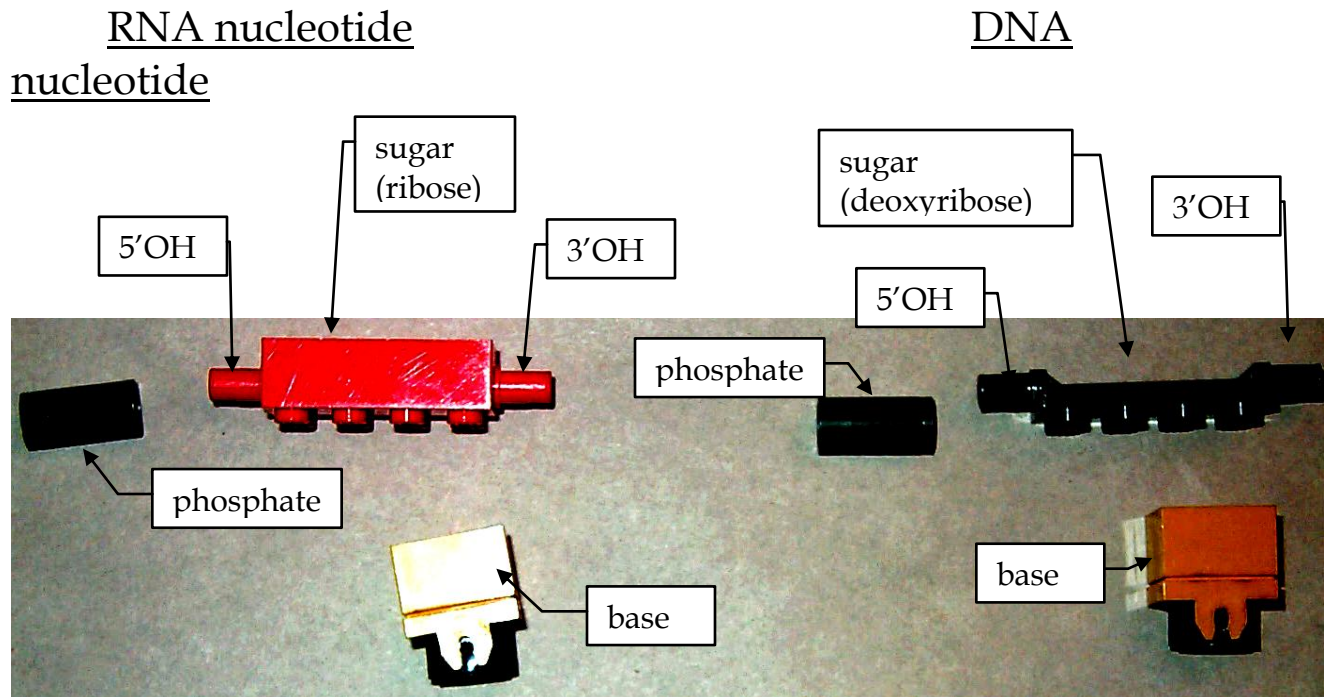 RNA nucleotide DNA
nucleotide
sugar
(ribose)
sugar
(deoxyribose)
3’OH
5’OH
3’OH
5’OH
phosphate
phosphate
base
base